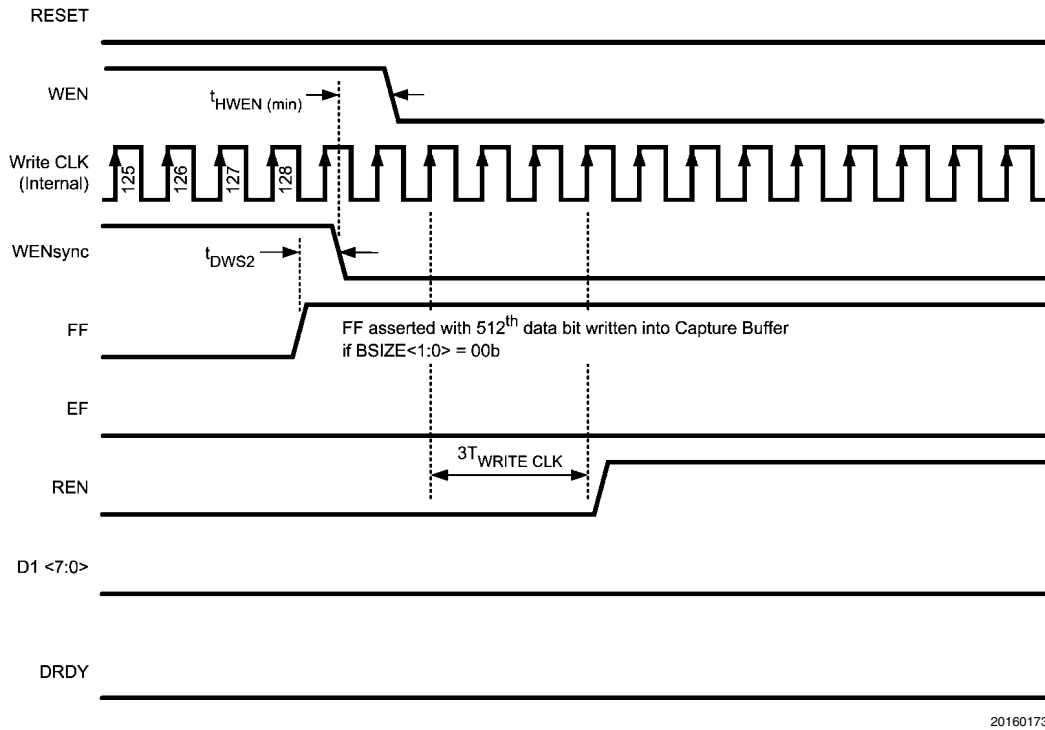 RESET
WEN
tHWEN (min)
Write CLK
(Internal)
125
126
127
128
WENsync
tDWS2
FF
FF asserted with 512th data bit written into Capture Buffer
if BSIZE<1:0> = 00b
EF
3TWRITE CLK
REN
D1 <7:0>
DRDY
20160173